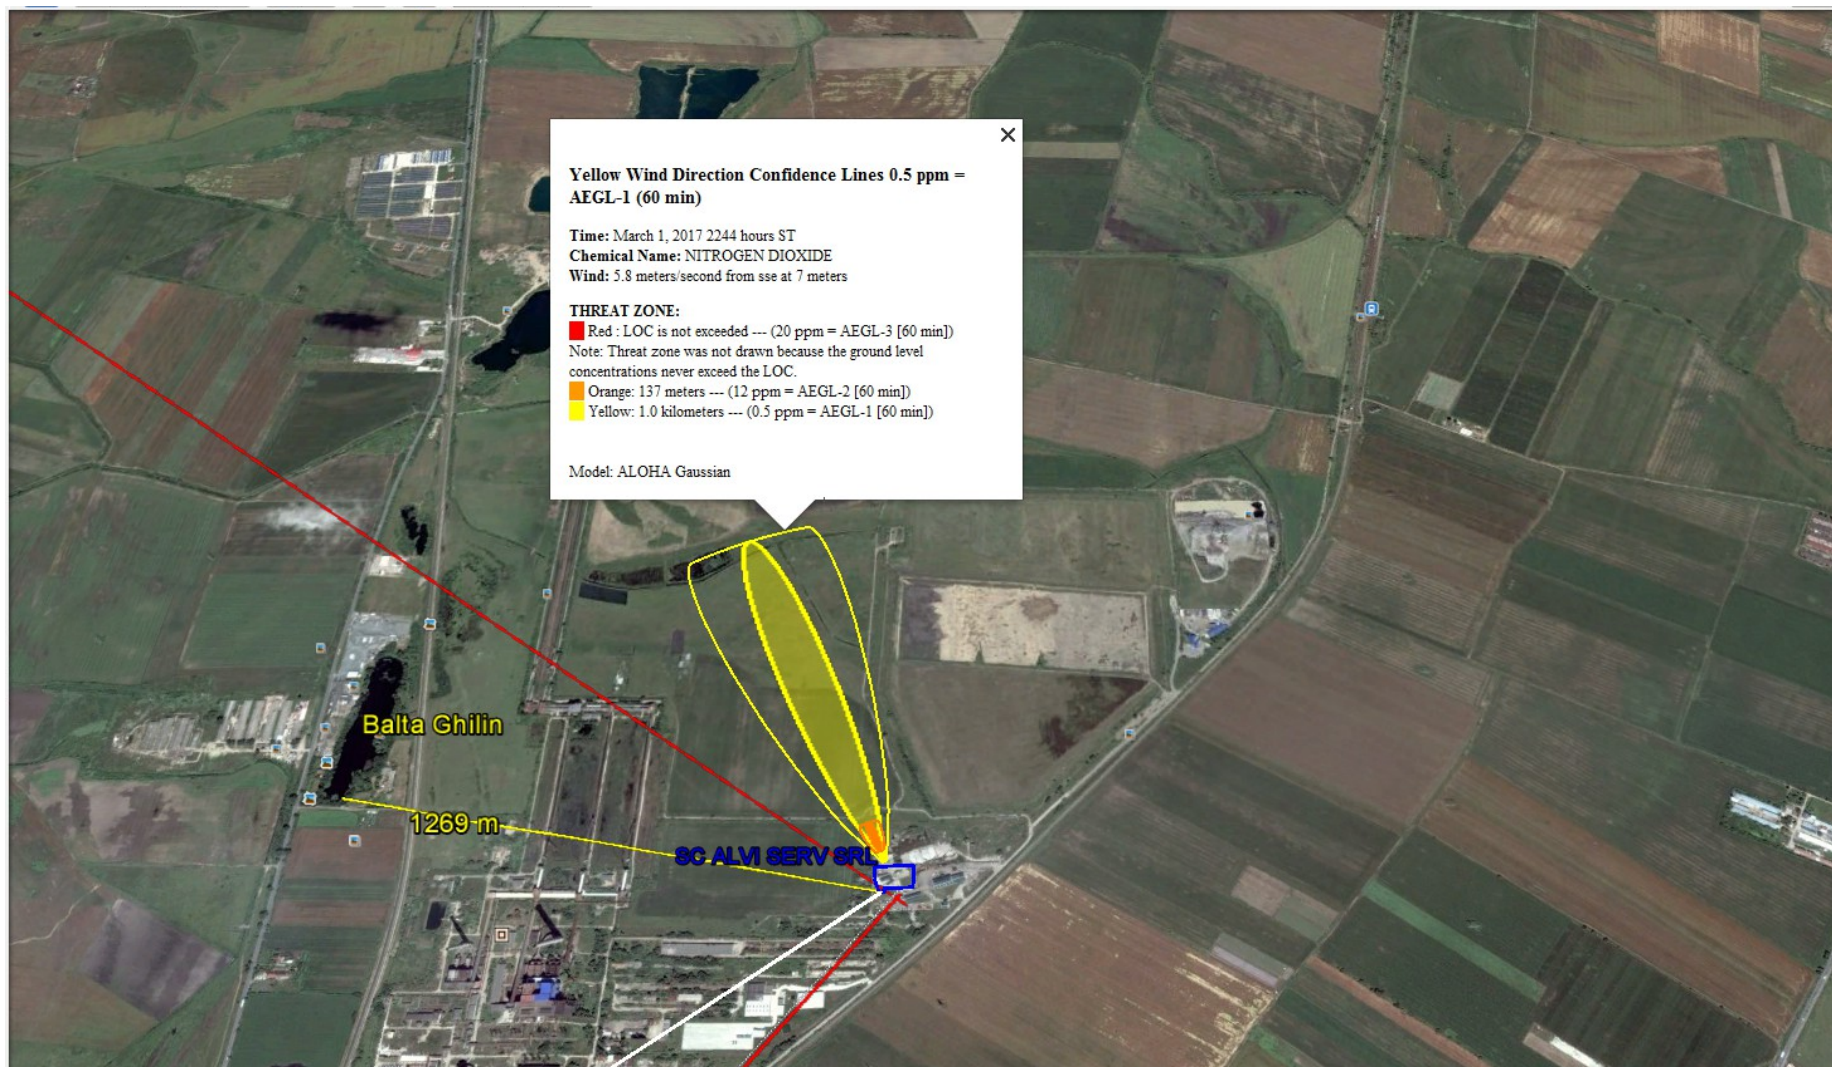 Yellow Wind Direction Confidence Lines 0.5 ppm =
AEGL-1 (60 min)
Time: March 1, 2017 2244 hours ST
Chemical Name: NITROGEN DIOXIDE
Wind: 5.8 meters/second from sse at 7 meters
THREAT ZONE:
Red : LOC is not exceeded --- (20 ppm = AEGL-3 [60 min])
Note: Threat zone was not drawn because the ground level
concentrations never exceed the LOC.
Orange: 137 meters --- (12 ppm = AEGL-2 [60 min])
Yellow: 1.0 kilometers --- (0.5 ppm = AEGL-1 [60 min])
Model: ALOHA Gaussian
Balta Ghilin
1269 m
SC ALVI SERV SRL